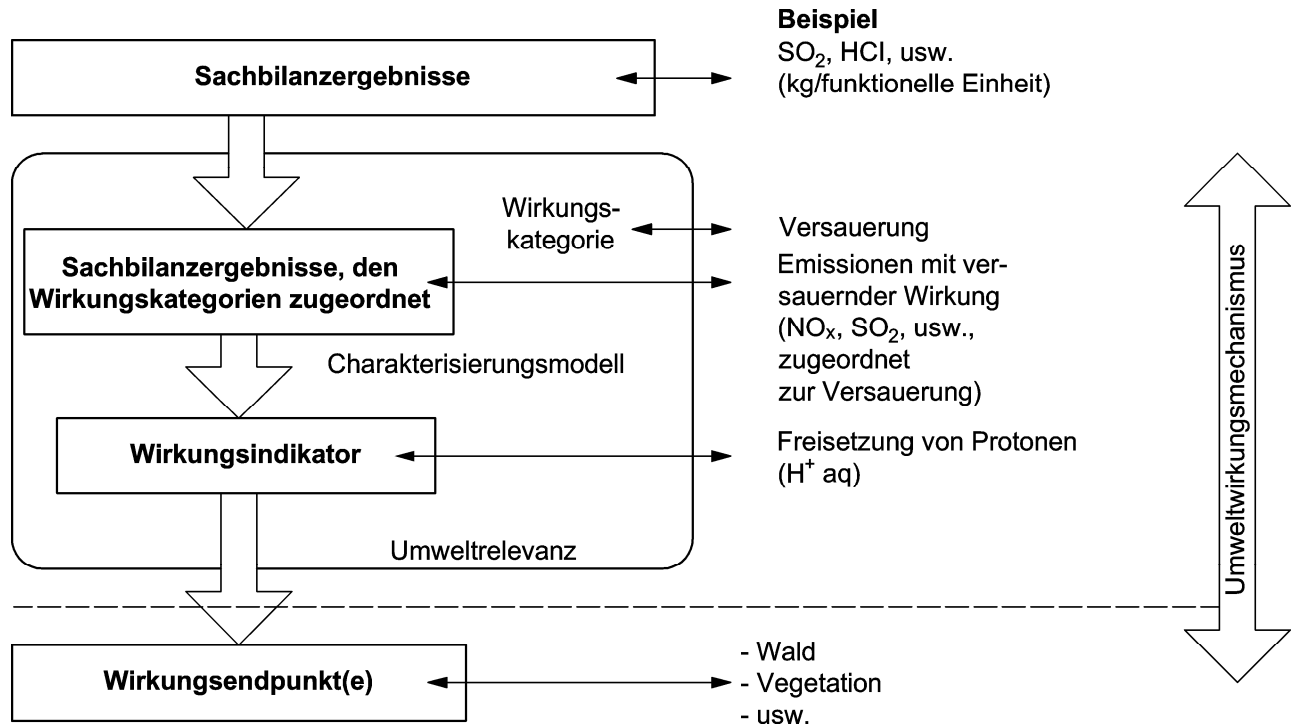 Beispiel
Sachbilanzergebnisse
SO₂, HCl, usw.
(kg/funktionelle Einheit)
Wirkungs-
kategorie
Versauerung
Sachbilanzergebnisse, den
Wirkungskategorien zugeordnet
Emissionen mit ver-
sauernder Wirkung
(NOₓ, SO₂, usw.,
zugeordnet
zur Versauerung)
Charakterisierungsmodell
Wirkungsindikator
Freisetzung von Protonen
(H⁺ aq)
Umweltrelevanz
Umweltwirkungsmechanismus
Wirkungsendpunkt(e)
- Wald
- Vegetation
- usw.